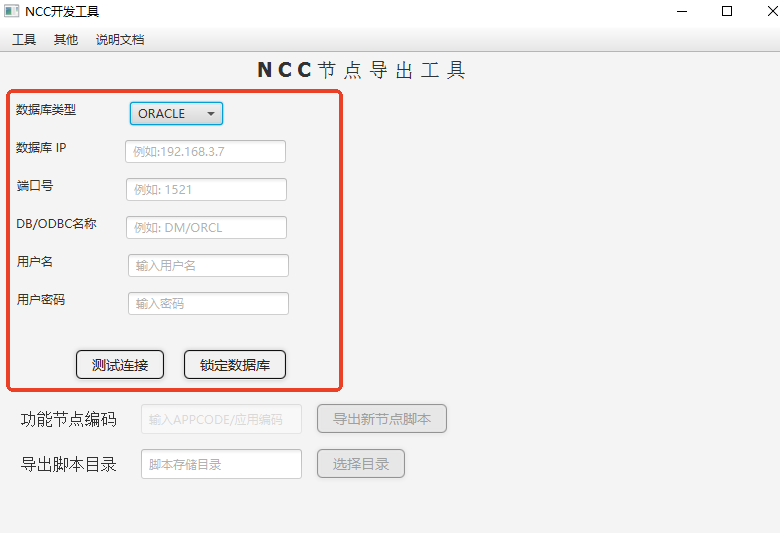 NCC开发工具
工具 其他 说明文档
NCC节点导出工具
数据库类型 ORACLE
数据库 IP 例如:192.168.3.7
端口号 例如: 1521
DB/ODBC名称 例如: DM/ORCL
用户名 输入用户名
用户密码 输入密码
测试连接 锁定数据库
功能节点编码 输入APPCODE/应用编码 导出新节点脚本
导出脚本目录 脚本存储目录 选择目录